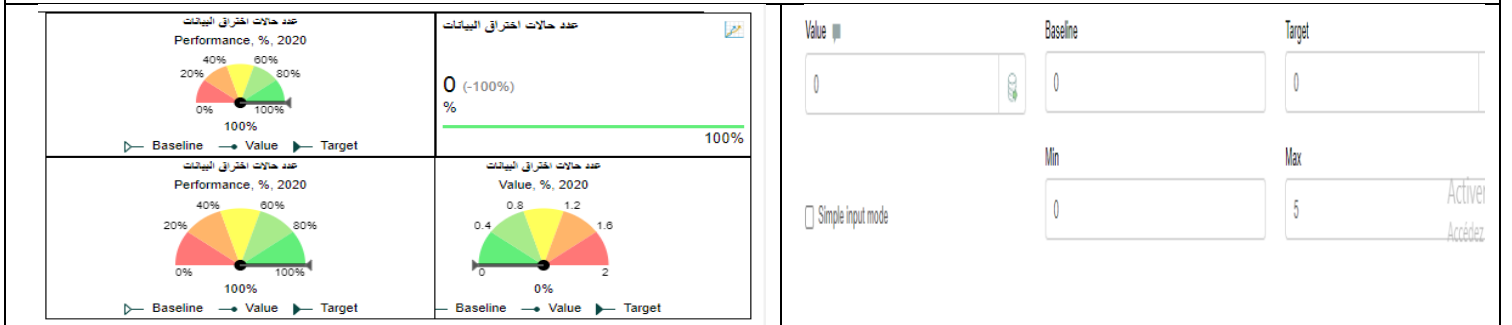 عدد حالات اختراق البيانات
Performance, %, 2020
40% 60%
20% 80%
0% 100%
100%
Baseline Value Target
عدد حالات اختراق البيانات
0 (-100%)
%
100%
عدد حالات اختراق البيانات
Performance, %, 2020
40% 60%
20% 80%
0% 100%
100%
Baseline Value Target
عدد حالات اختراق البيانات
Value, %, 2020
0.8 1.2
0.4 1.6
0 2
0%
Baseline Value Target
Value Baseline Target
0 0 0
Min Max
Simple input mode 0 5
Activer
Accédez